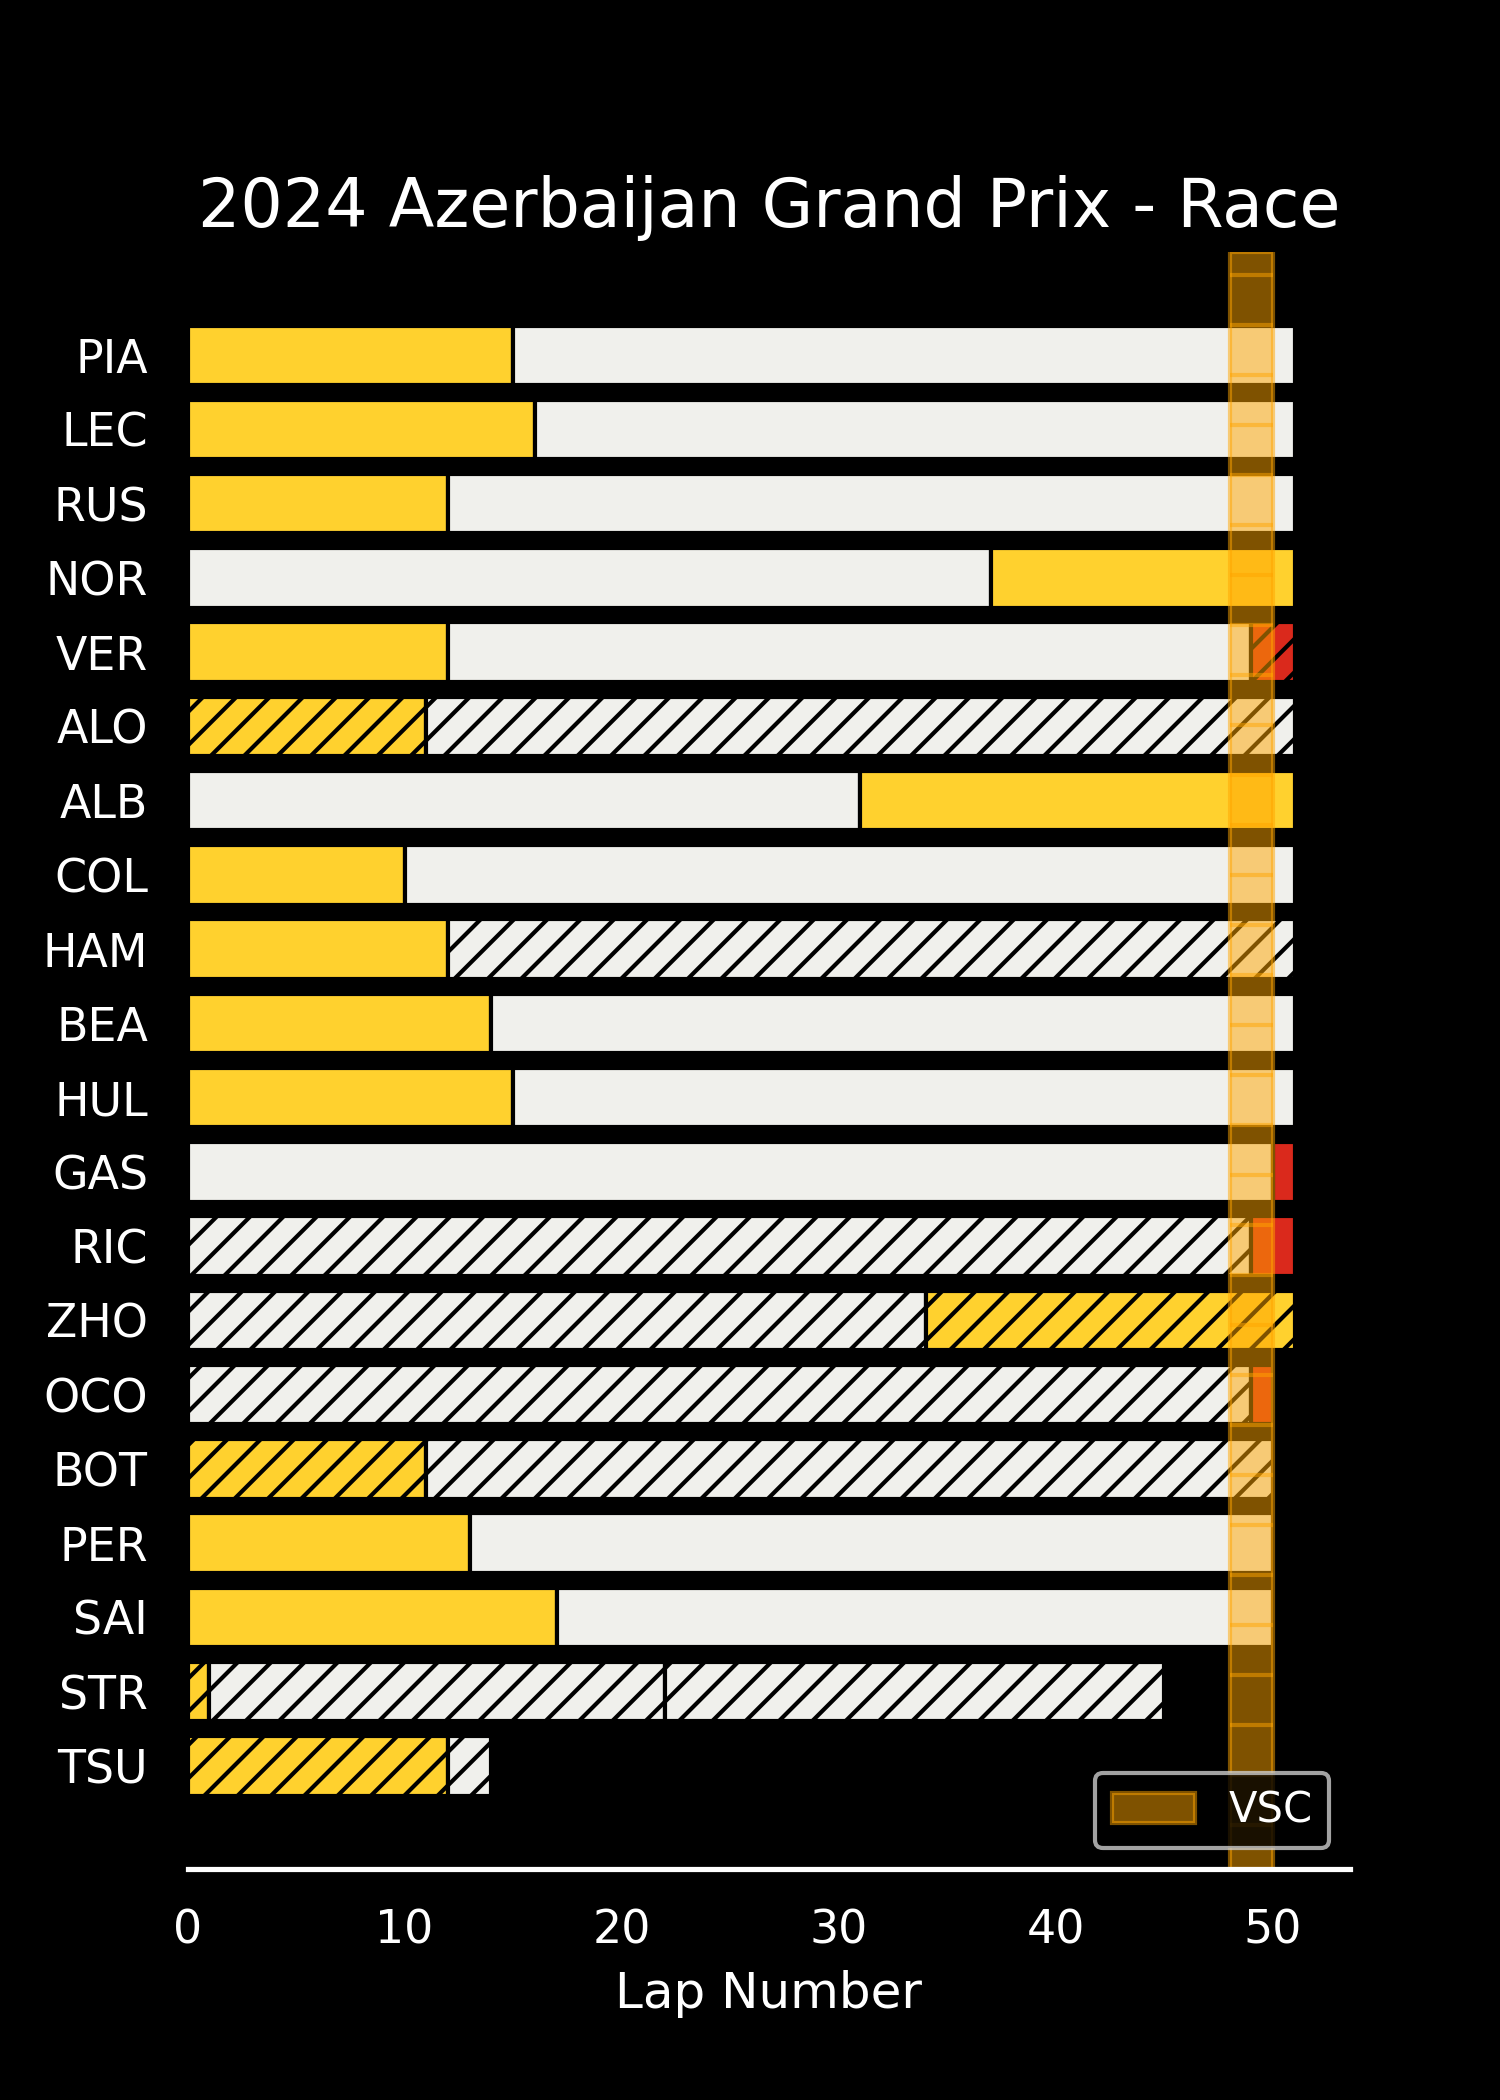 2024 Azerbaijan Grand Prix - Race
PIA
LEC
RUS
NOR
VER
ALO
ALB
COL
HAM
BEA
HUL
GAS
RIC
ZHO
OCO
BOT
PER
SAI
STR
TSU
VSC
0 10 20 30 40 50
Lap Number